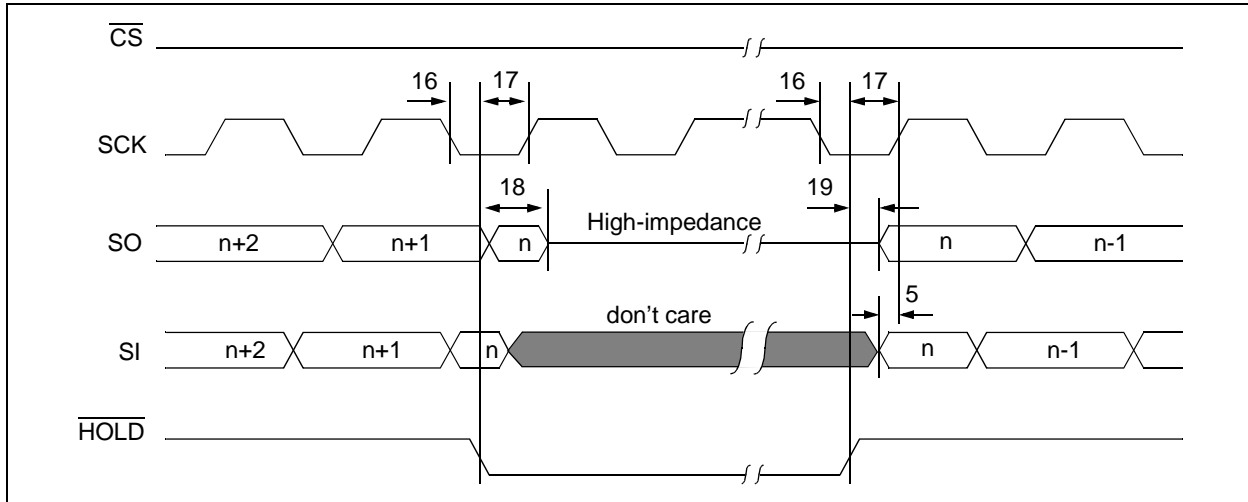 CS
16 17 16 17
SCK
18 19
High-impedance
SO n+2 n+1 n n n-1
5
don't care
SI n+2 n+1 n n n-1
HOLD